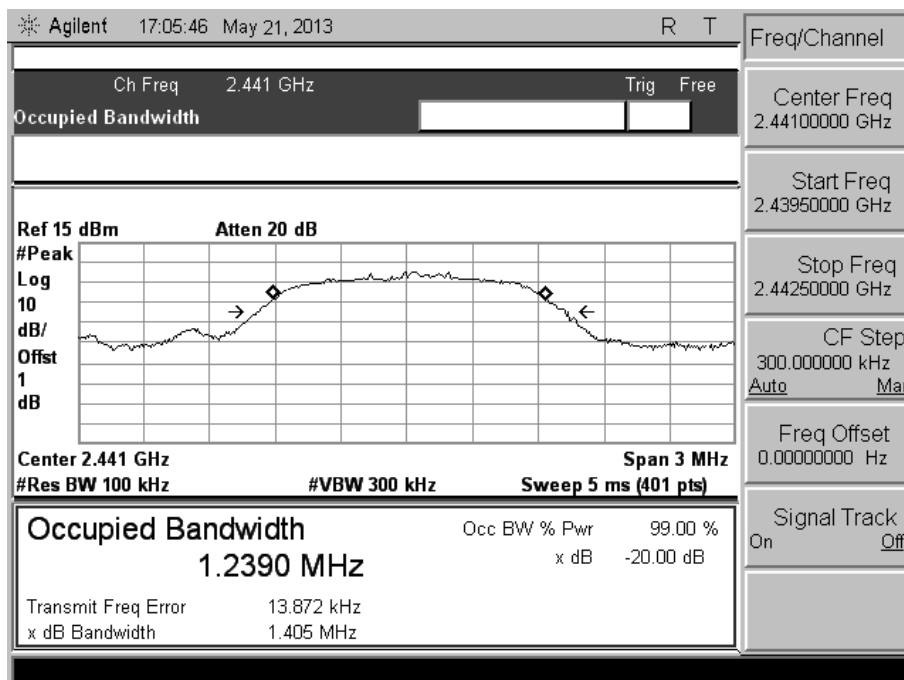 Agilent 17:05:46 May 21, 2013 R T
Freq/Channel
Ch Freq 2.441 GHz Trig Free
Occupied Bandwidth
Center Freq
2.44100000 GHz
Start Freq
2.43950000 GHz
Stop Freq
2.44250000 GHz
CF Step
300.000000 kHz
Auto Mar
Freq Offset
0.00000000 Hz
Signal Track
On Off
Ref 15 dBm Atten 20 dB
#Peak
Log
10
dB/
Offst
1
dB
Center 2.441 GHz Span 3 MHz
#Res BW 100 kHz #VBW 300 kHz Sweep 5 ms (401 pts)
Occupied Bandwidth
1.2390 MHz
Occ BW % Pwr 99.00 %
x dB -20.00 dB
Transmit Freq Error 13.872 kHz
x dB Bandwidth 1.405 MHz